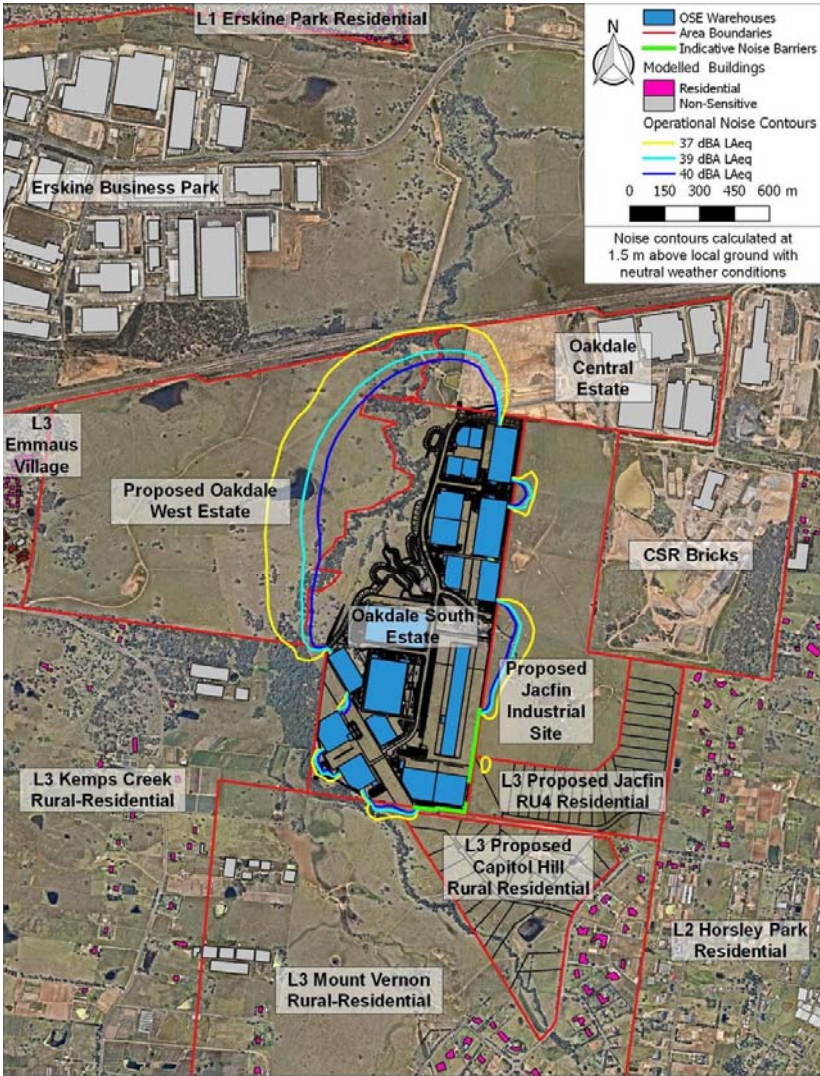 L1 Erskine Park Residential
N
OSE Warehouses
Area Boundaries
Indicative Noise Barriers
Modelled Buildings
Residential
Non-Sensitive
Operational Noise Contours
37 dBA LAeq
39 dBA LAeq
40 dBA LAeq
0 150 300 450 600 m
Noise contours calculated at
1.5 m above local ground with
neutral weather conditions
Erskine Business Park
Oakdale
Central
Estate
L3
Emmaus
Village
Proposed Oakdale
West Estate
CSR Bricks
Oakdale South
Estate
Proposed
Jacfin
Industrial
Site
L3 Kemps Creek
Rural-Residential
L3 Proposed Jacfin
RU4 Residential
L3 Proposed
Capitol Hill
Rural Residential
L2 Horsley Park
Residential
L3 Mount Vernon
Rural-Residential